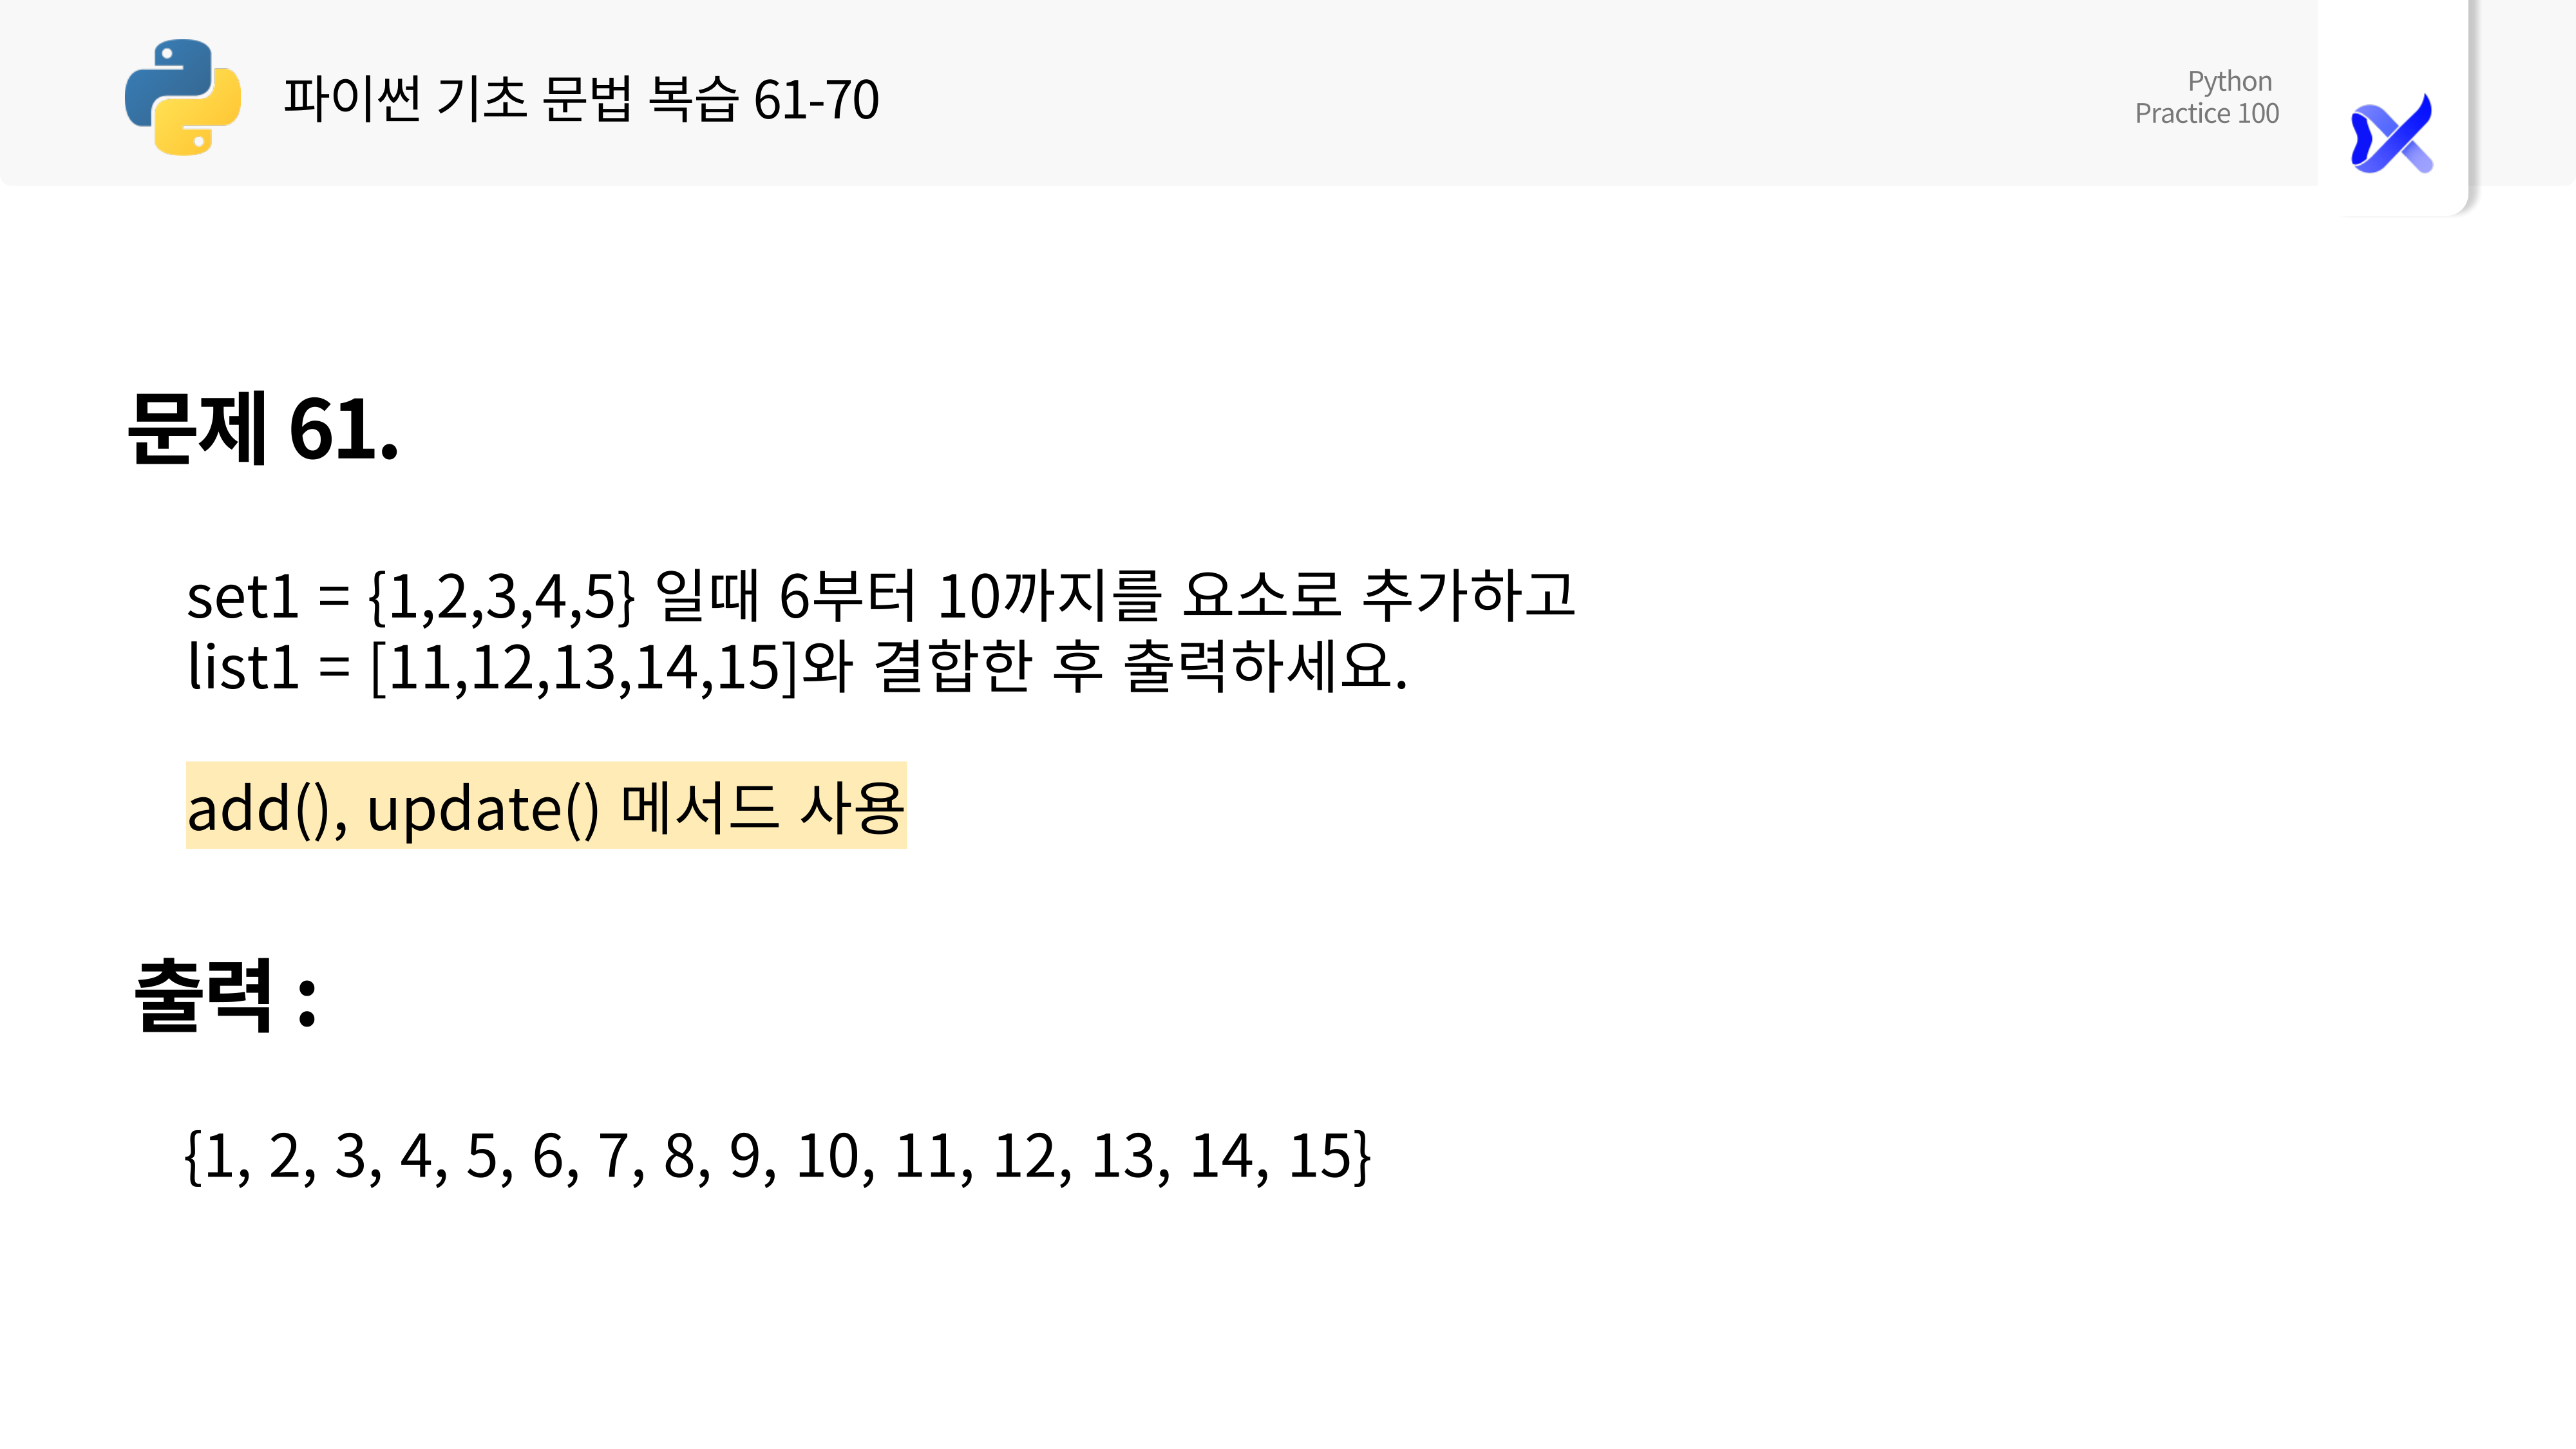 파이썬 기초 문법 복습 61-70
Python
Practice 100
문제 61.
set1 = {1,2,3,4,5} 일때 6부터 10까지를 요소로 추가하고
list1 = [11,12,13,14,15]와 결합한 후 출력하세요.
add(), update() 메서드 사용
출력 :
{1, 2, 3, 4, 5, 6, 7, 8, 9, 10, 11, 12, 13, 14, 15}